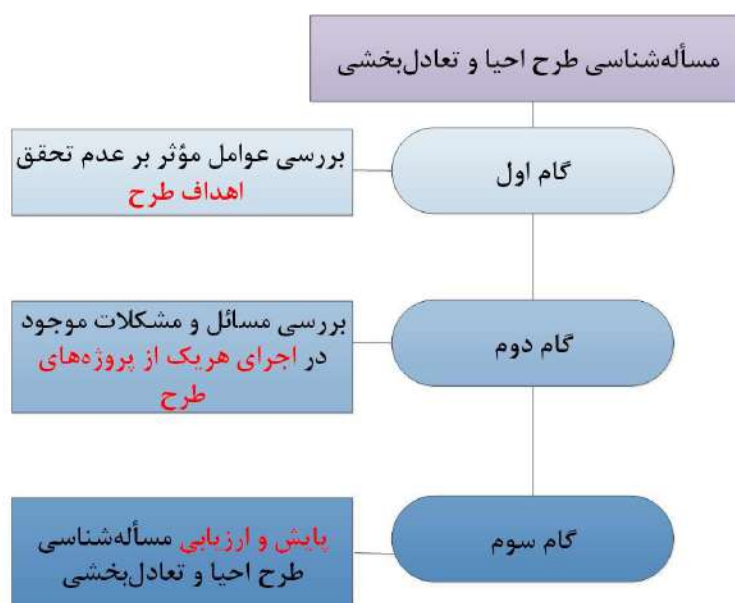 مسأله‌شناسی طرح احیا و تعادل‌بخشی
گام اول
بررسی عوامل مؤثر بر عدم تحقق
اهداف طرح
گام دوم
بررسی مسائل و مشکلات موجود
در اجرای هریک از پروژه‌های
طرح
گام سوم
پایش و ارزیابی مسأله‌شناسی
طرح احیا و تعادل‌بخشی